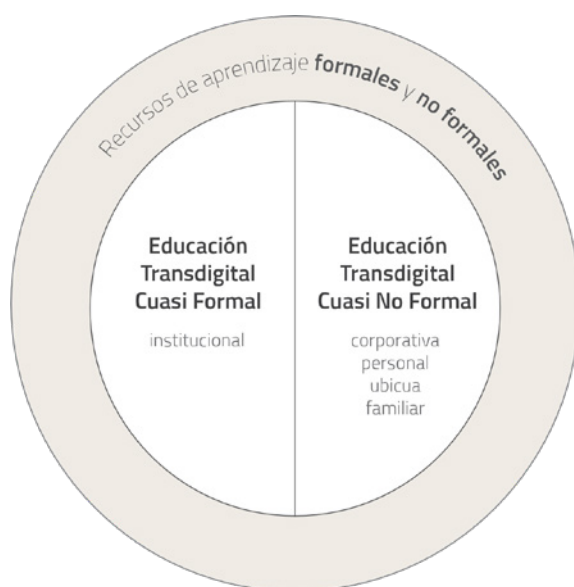 Recursos de aprendizaje formales y no formales
Educación
Transdigital
Cuasi Formal
institucional
Educación
Transdigital
Cuasi No Formal
corporativa
personal
ubicua
familiar